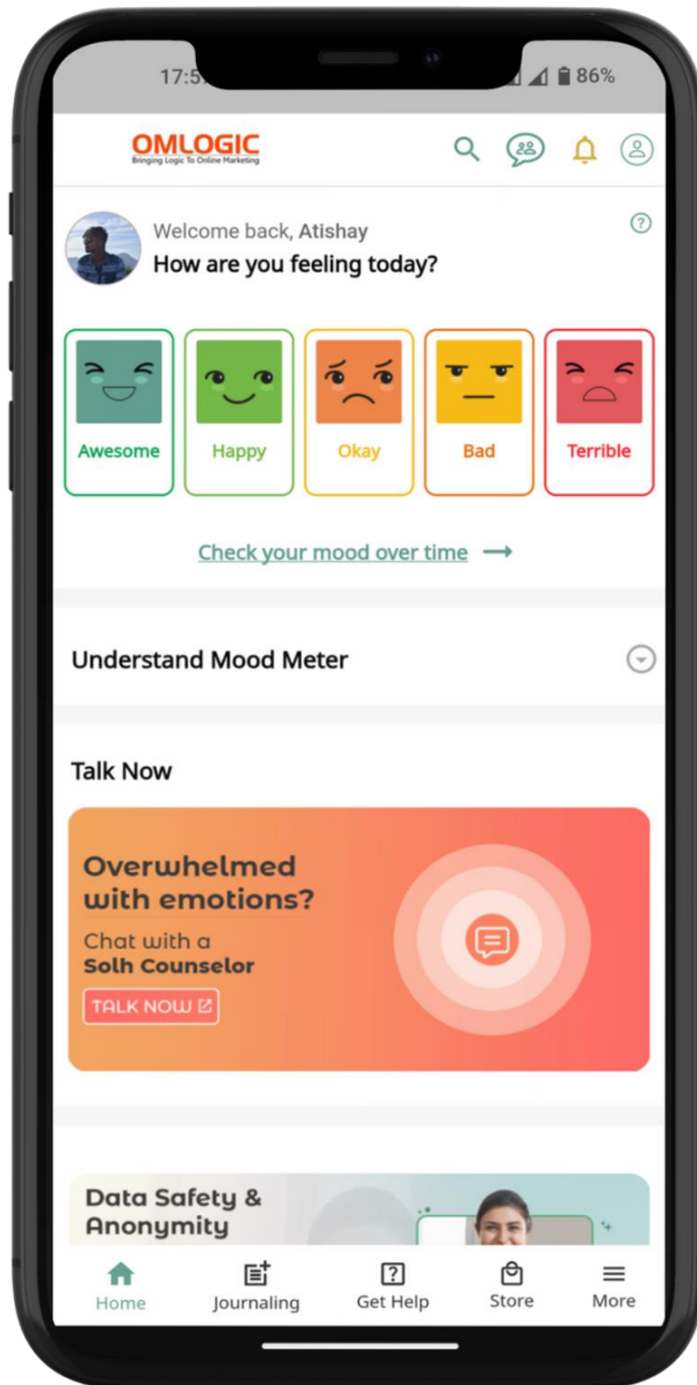 86%
OMLOGIC
Bringing Logic To Online Marketing
Welcome back, Atishay
How are you feeling today?
Awesome Happy Okay Bad Terrible
Check your mood over time
Understand Mood Meter
Talk Now
Overwhelmed
with emotions?
Chat with a
Solh Counselor
TALK NOW
Data Safety &
Anonymity
Home Journaling Get Help Store More